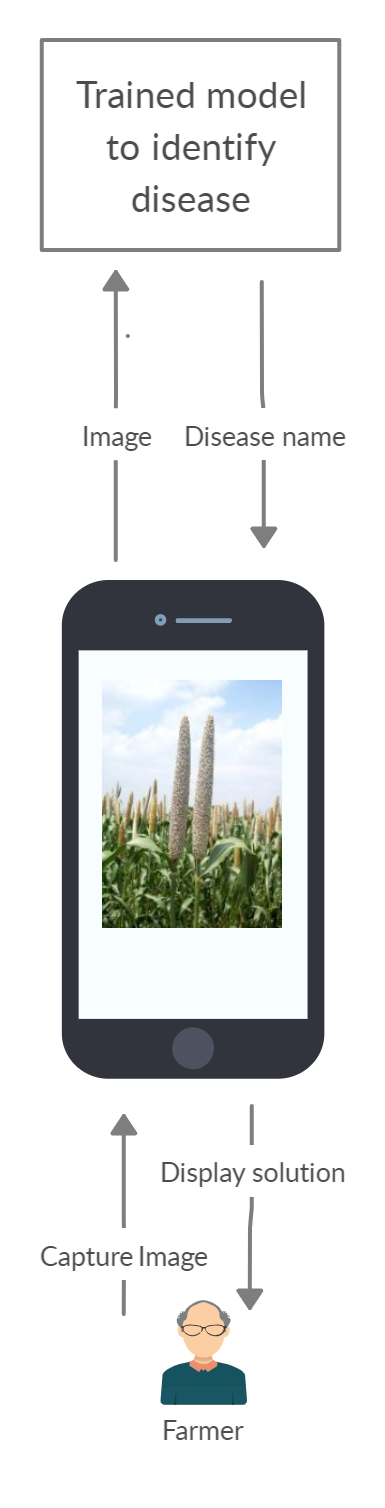 Trained model
to identify
disease
Image
Disease name
Display solution
Capture Image
Farmer